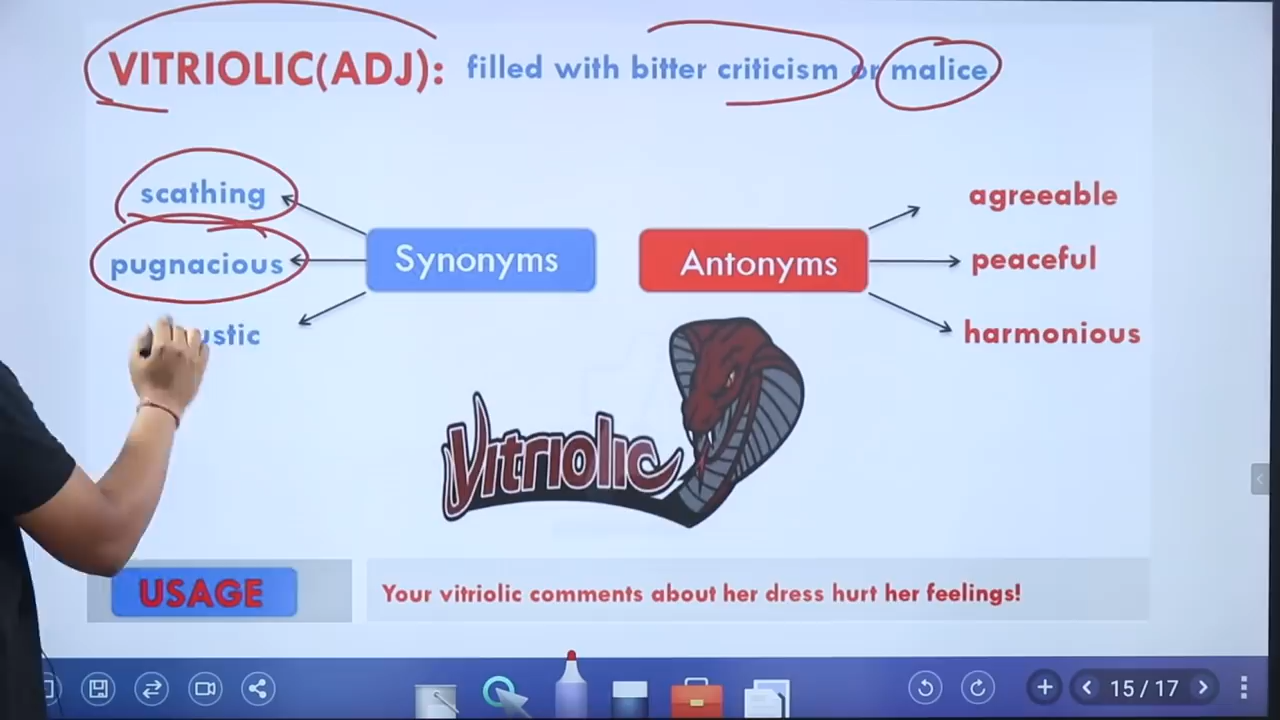 VITRIOLIC(ADJ): filled with bitter criticism or malice.
scathing
pugnacious
Synonyms
Antonyms
agreeable
peaceful
harmonious
Vitriolic
USAGE
Your vitriolic comments about her dress hurt her feelings!
15 / 17